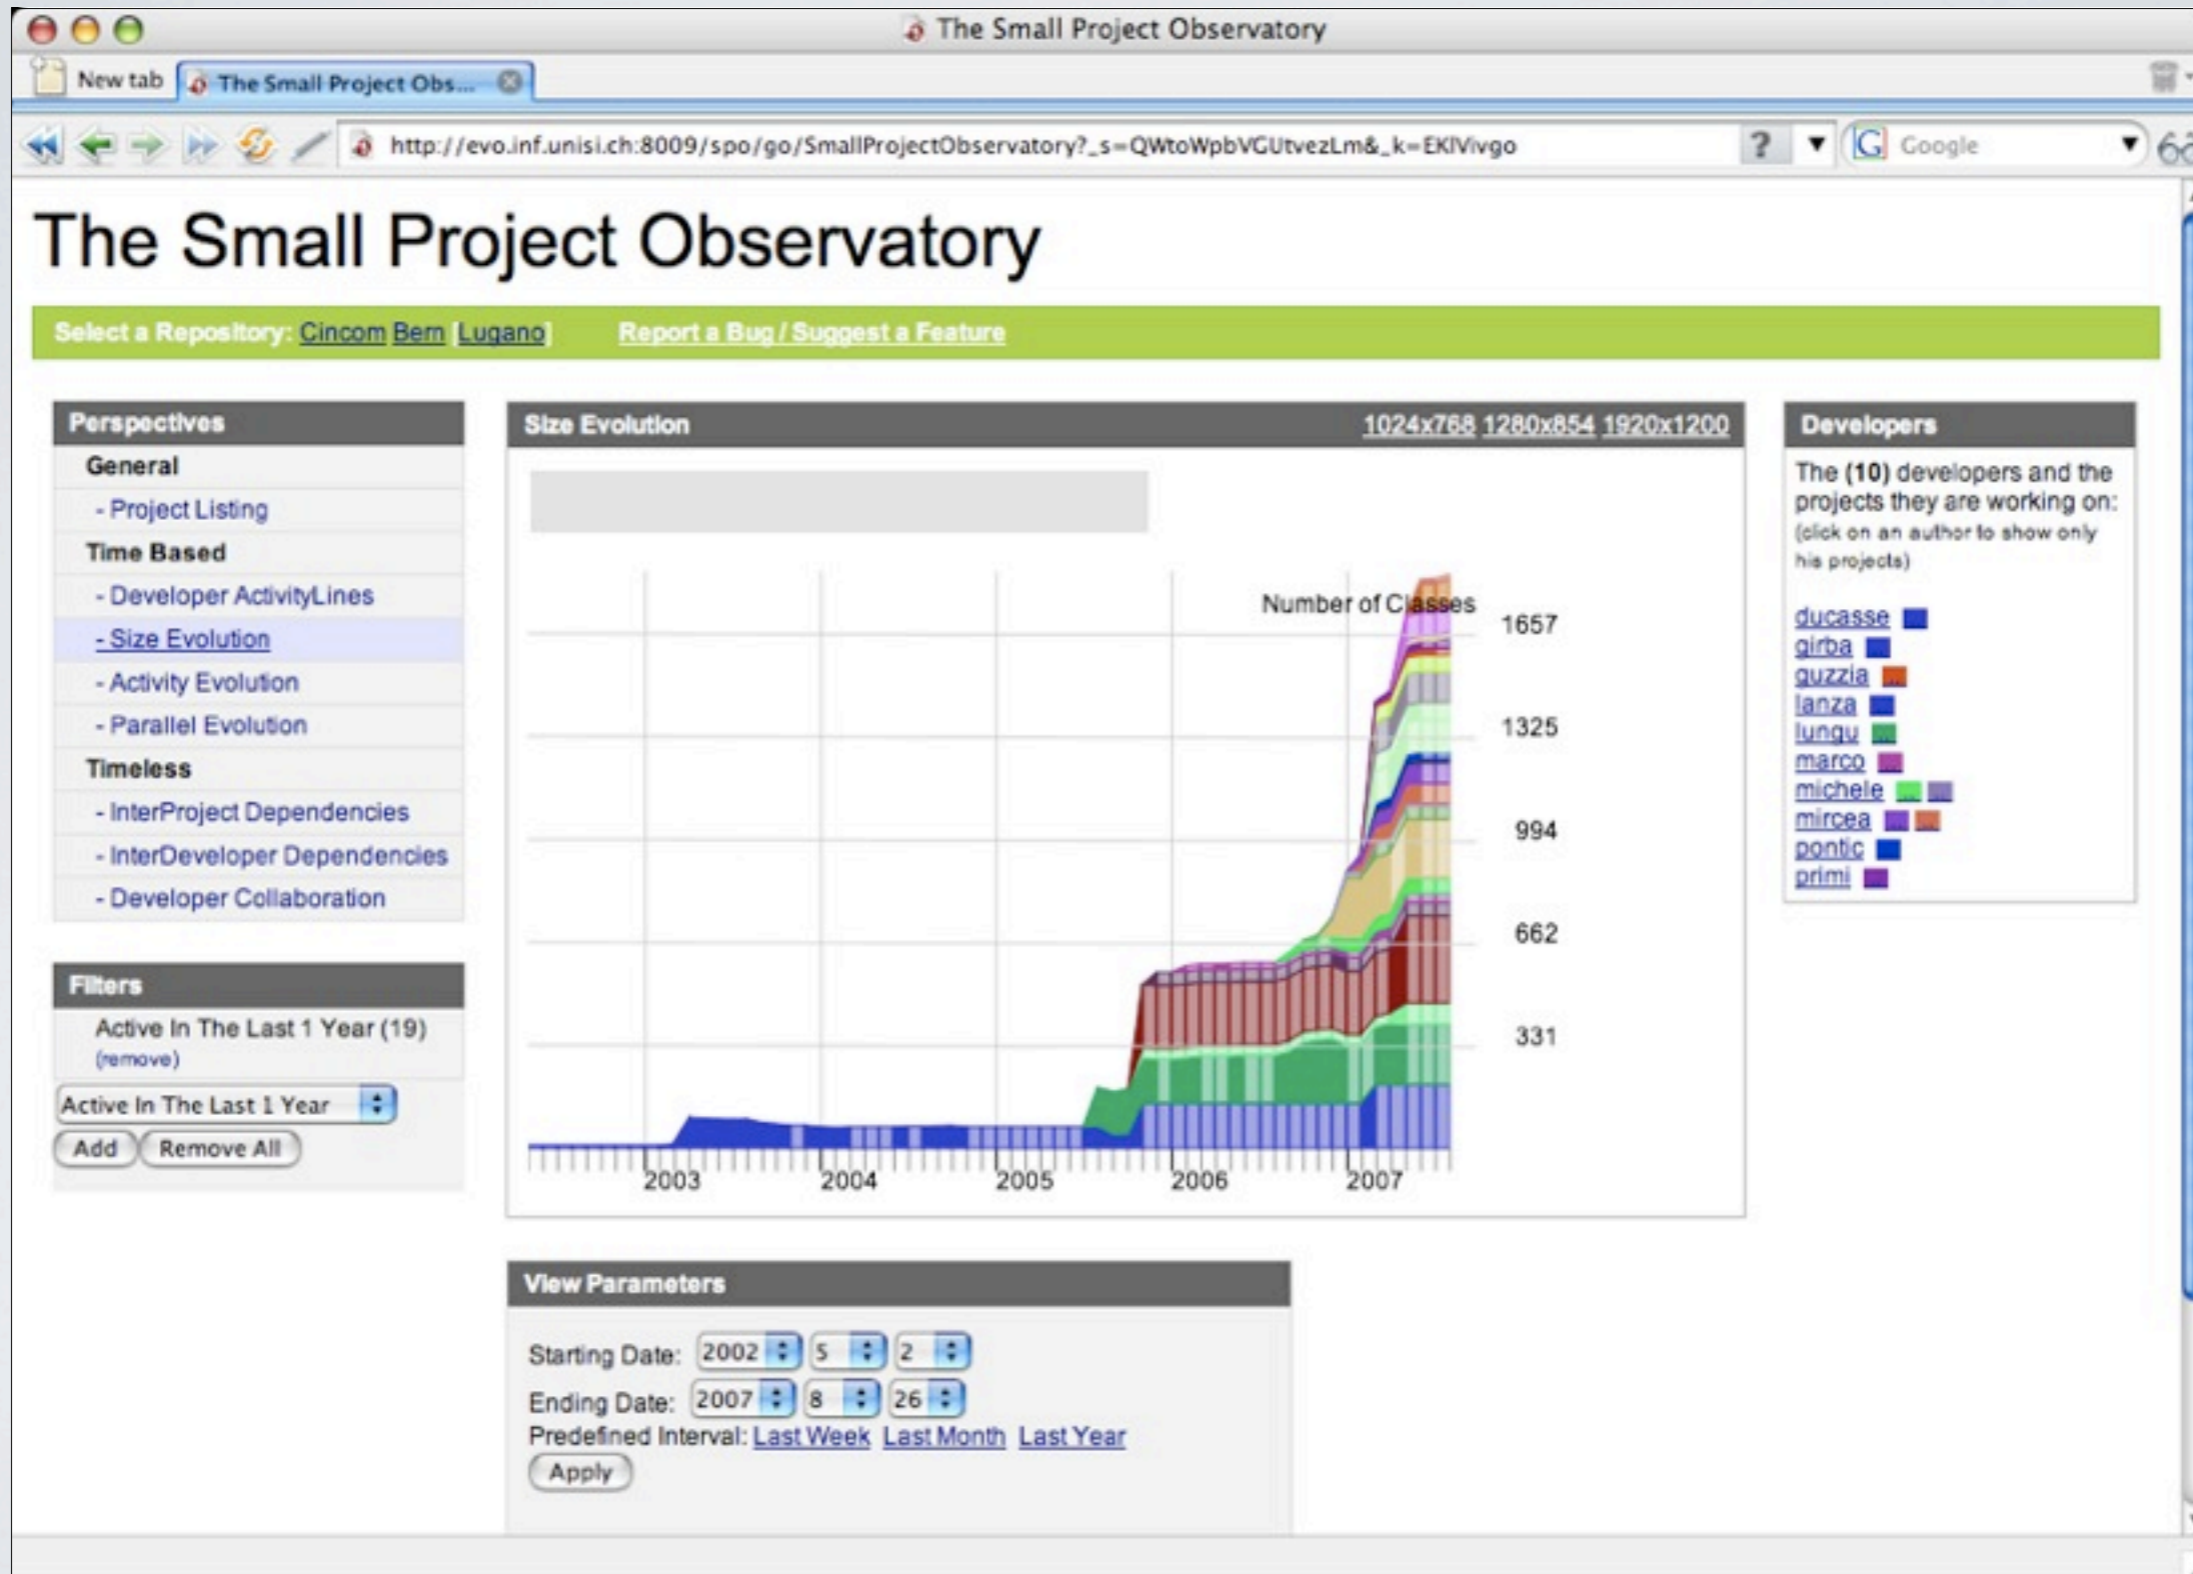 The Small Project Observatory
New tab
The Small Project Obs...
http://evo.inf.unisi.ch:8009/spo/go/SmallProjectObservatory?_s=QWtoWpbVGUtvezLm&_k=EKlVivgo
?
G Google
The Small Project Observatory
Select a Repository: Cincom Bern [Lugano] Report a Bug / Suggest a Feature
Perspectives
General
- Project Listing
Time Based
- Developer ActivityLines
- Size Evolution
- Activity Evolution
- Parallel Evolution
Timeless
- InterProject Dependencies
- InterDeveloper Dependencies
- Developer Collaboration
Filters
Active In The Last 1 Year (19)
(remove)
Active In The Last 1 Year
Add Remove All
Size Evolution 1024x768 1280x854 1920x1200
Number of Classes
1657
1325
994
662
331
2003 2004 2005 2006 2007
View Parameters
Starting Date: 2002 5 2
Ending Date: 2007 8 26
Predefined Interval: Last Week Last Month Last Year
Apply
Developers
The (10) developers and the
projects they are working on:
(click on an author to show only
his projects)
ducasse
girba
guzzia
lanza
lungu
marco
michele
mircea
pontic
primi